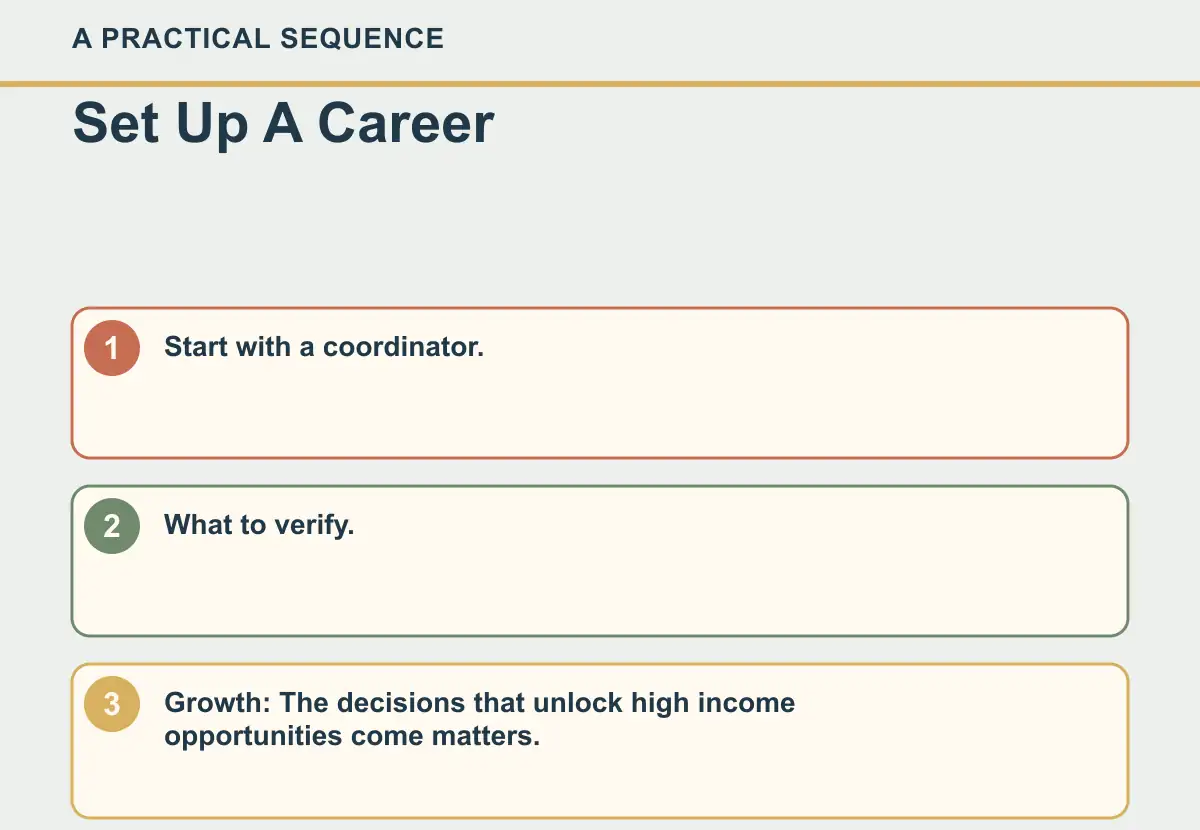 A PRACTICAL SEQUENCE
Set Up A Career
1
Start with a coordinator.
2
What to verify.
3
Growth: The decisions that unlock high income
opportunities come matters.